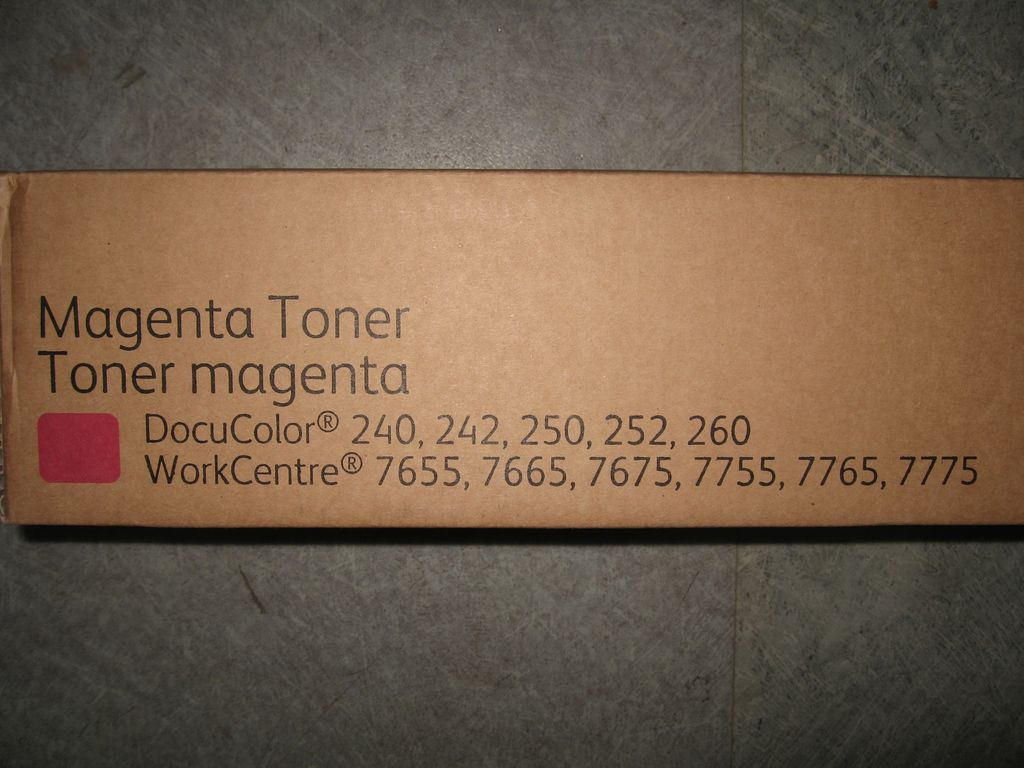 Magenta Toner
Toner magenta
DocuColor® 240, 242, 250, 252, 260
WorkCentre® 7655, 7665, 7675, 7755, 7765, 7775